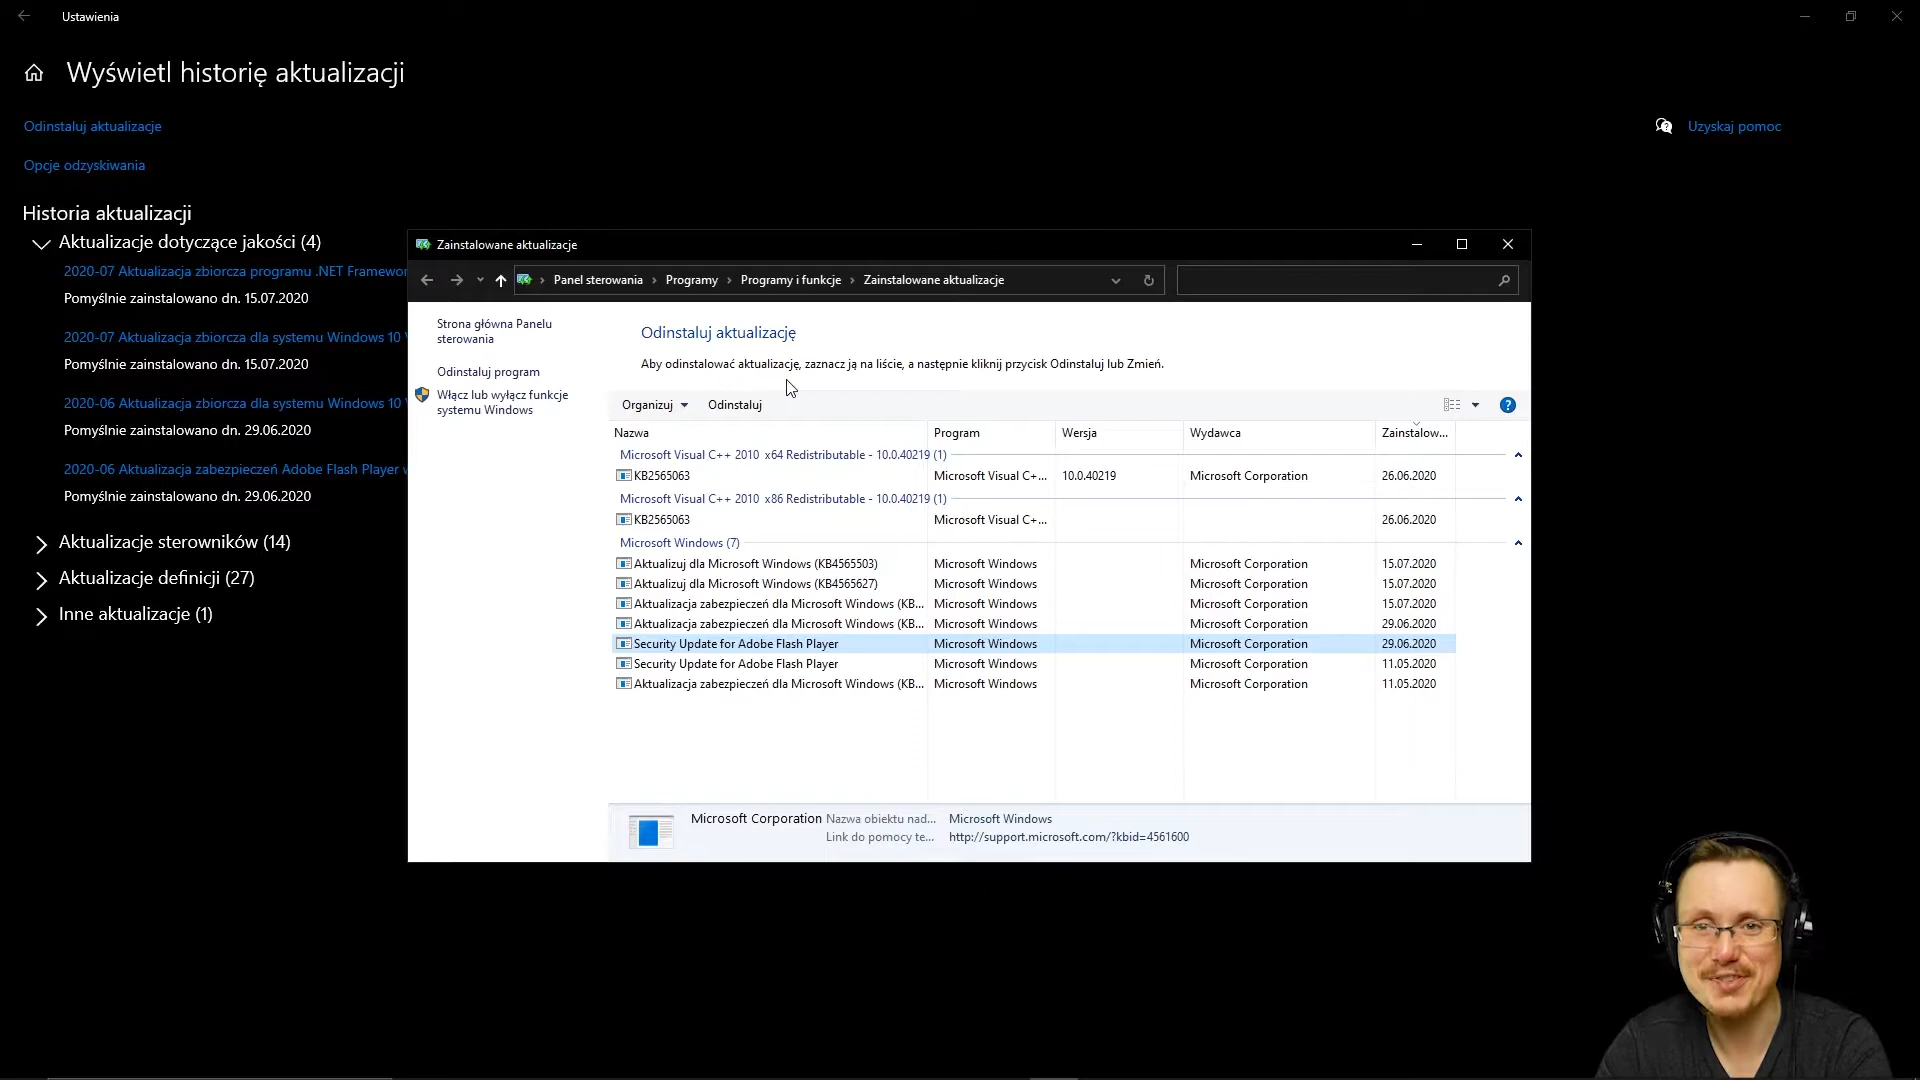 Ustawienia
Wyświetl historię aktualizacji
Odinstaluj aktualizacje
Uzyskaj pomoc
Opcje odzyskiwania
Historia aktualizacji
Aktualizacje dotyczące jakości (4)
2020-07 Aktualizacja zbiorcza programu .NET Framewor
Pomyślnie zainstalowano dn. 15.07.2020
2020-07 Aktualizacja zbiorcza dla systemu Windows 10
Pomyślnie zainstalowano dn. 15.07.2020
2020-06 Aktualizacja zbiorcza dla systemu Windows 10
Pomyślnie zainstalowano dn. 29.06.2020
2020-06 Aktualizacja zabezpieczeń Adobe Flash Player
Pomyślnie zainstalowano dn. 29.06.2020
Aktualizacje sterowników (14)
Aktualizacje definicji (27)
Inne aktualizacje (1)
Zainstalowane aktualizacje
Panel sterowania Programy Programy i funkcje Zainstalowane aktualizacje
Strona główna Panelu
sterowania
Odinstaluj program
Włącz lub wyłącz funkcje
systemu Windows
Odinstaluj aktualizację
Aby odinstalować aktualizację, zaznacz ją na liście, a następnie kliknij przycisk Odinstaluj lub Zmień.
Organizuj Odinstaluj
Nazwa Program Wersja Wydawca Zainstalow...
Microsoft Visual C++ 2010 x64 Redistributable - 10.0.40219 (1)
KB2565063 Microsoft Visual C+... 10.0.40219 Microsoft Corporation 26.06.2020
Microsoft Visual C++ 2010 x86 Redistributable - 10.0.40219 (1)
KB2565063 Microsoft Visual C+... 26.06.2020
Microsoft Windows (7)
Aktualizuj dla Microsoft Windows (KB4565503) Microsoft Windows Microsoft Corporation 15.07.2020
Aktualizuj dla Microsoft Windows (KB4565627) Microsoft Windows Microsoft Corporation 15.07.2020
Aktualizacja zabezpieczeń dla Microsoft Windows (KB... Microsoft Windows Microsoft Corporation 15.07.2020
Aktualizacja zabezpieczeń dla Microsoft Windows (KB... Microsoft Windows Microsoft Corporation 29.06.2020
Security Update for Adobe Flash Player Microsoft Windows Microsoft Corporation 29.06.2020
Security Update for Adobe Flash Player Microsoft Windows Microsoft Corporation 11.05.2020
Aktualizacja zabezpieczeń dla Microsoft Windows (KB... Microsoft Windows Microsoft Corporation 11.05.2020
Microsoft Corporation Nazwa obiektu nad... Microsoft Windows
Link do pomocy te... http://support.microsoft.com/?kbid=4561600